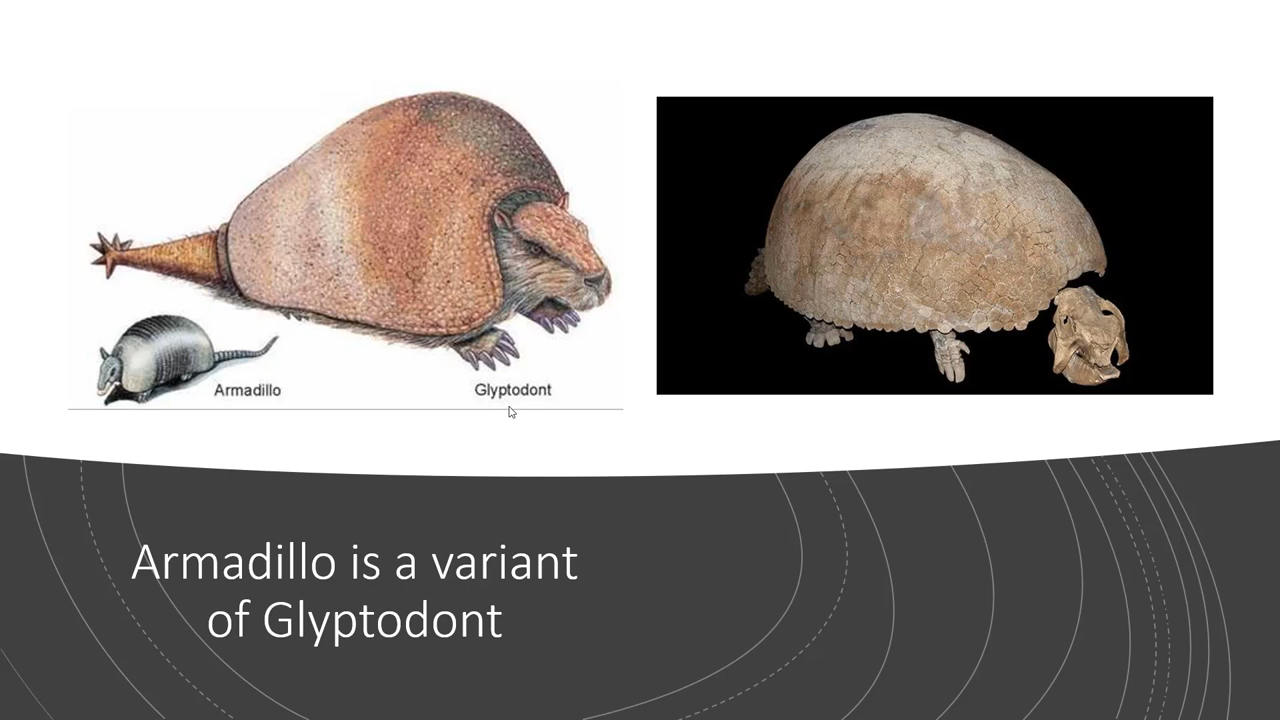 Armadillo
Glyptodont
Armadillo is a variant
of Glyptodont